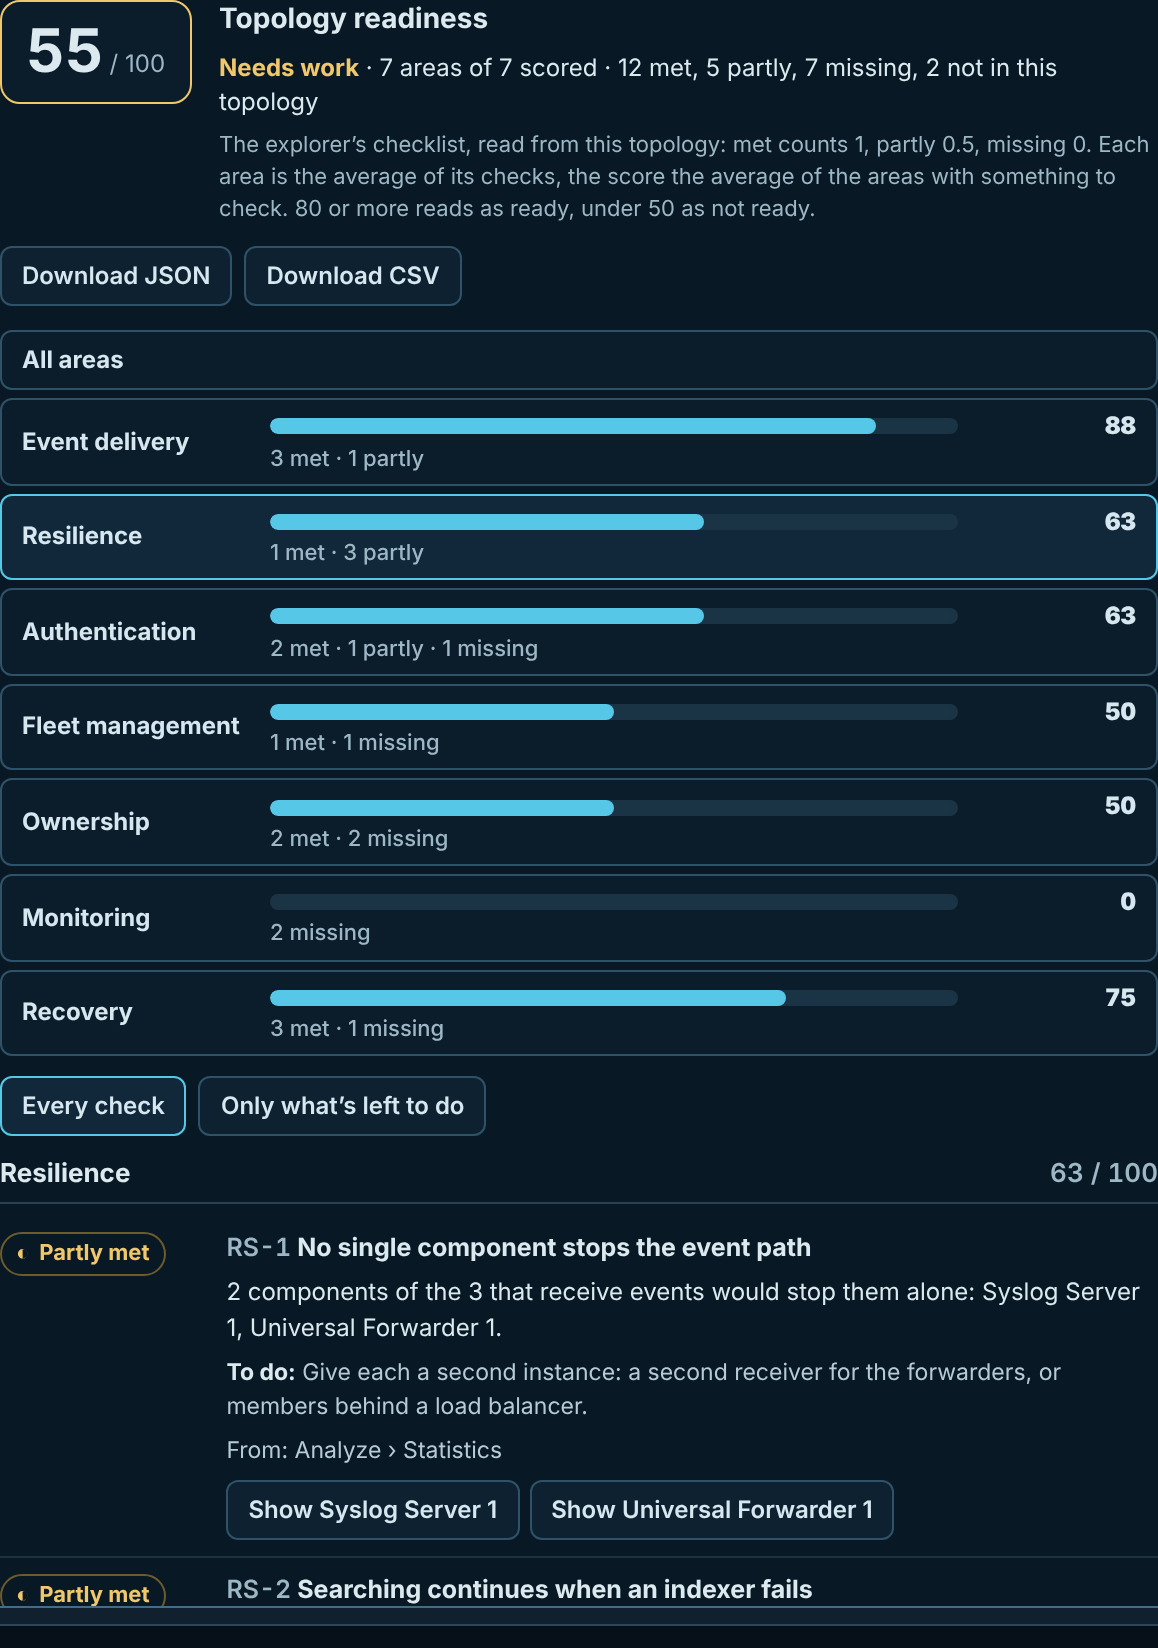 55 / 100
Topology readiness
Needs work · 7 areas of 7 scored · 12 met, 5 partly, 7 missing, 2 not in this
topology
The explorer’s checklist, read from this topology: met counts 1, partly 0.5, missing 0. Each
area is the average of its checks, the score the average of the areas with something to
check. 80 or more reads as ready, under 50 as not ready.
Download JSON
Download CSV
All areas
Event delivery
88
3 met · 1 partly
Resilience
63
1 met · 3 partly
Authentication
63
2 met · 1 partly · 1 missing
Fleet management
50
1 met · 1 missing
Ownership
50
2 met · 2 missing
Monitoring
0
2 missing
Recovery
75
3 met · 1 missing
Every check
Only what’s left to do
Resilience
63 / 100
Partly met
RS-1 No single component stops the event path
2 components of the 3 that receive events would stop them alone: Syslog Server
1, Universal Forwarder 1.
To do: Give each a second instance: a second receiver for the forwarders, or
members behind a load balancer.
From: Analyze › Statistics
Show Syslog Server 1
Show Universal Forwarder 1
Partly met
RS-2 Searching continues when an indexer fails